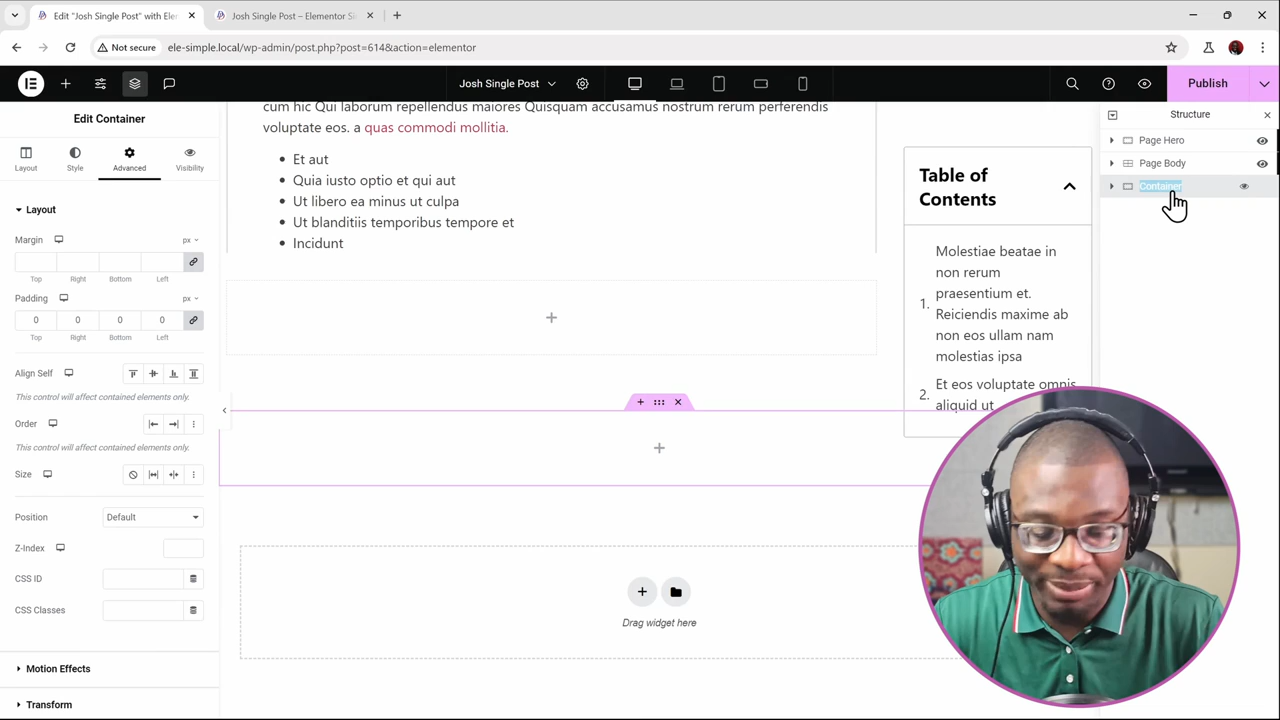 Edit "Josh Single Post" with Ele
Josh Single Post – Elementor Si
Not secure
ele-simple.local/wp-admin/post.php?post=614&action=elementor
Josh Single Post
Publish
Edit Container
Layout
Style
Advanced
Visibility
Layout
Margin
px
Top
Right
Bottom
Left
Padding
px
0
0
0
0
Top
Right
Bottom
Left
Align Self
This control will affect contained elements only.
Order
This control will affect contained elements only.
Size
Position
Default
Z-Index
CSS ID
CSS Classes
Motion Effects
Transform
cum hic Qui laborum repellendus maiores Quisquam accusamus nostrum rerum perferendis
voluptate eos. a quas commodi mollitia.
Et aut
Quia iusto optio et qui aut
Ut libero ea minus ut culpa
Ut blanditiis temporibus tempore et
Incidunt
Table of
Contents
1.
Molestiae beatae in
non rerum
praesentium et.
Reiciendis maxime ab
non eos ullam nam
molestias ipsa
2.
Et eos voluptate omnis
aliquid ut
Drag widget here
Structure
Page Hero
Page Body
Container